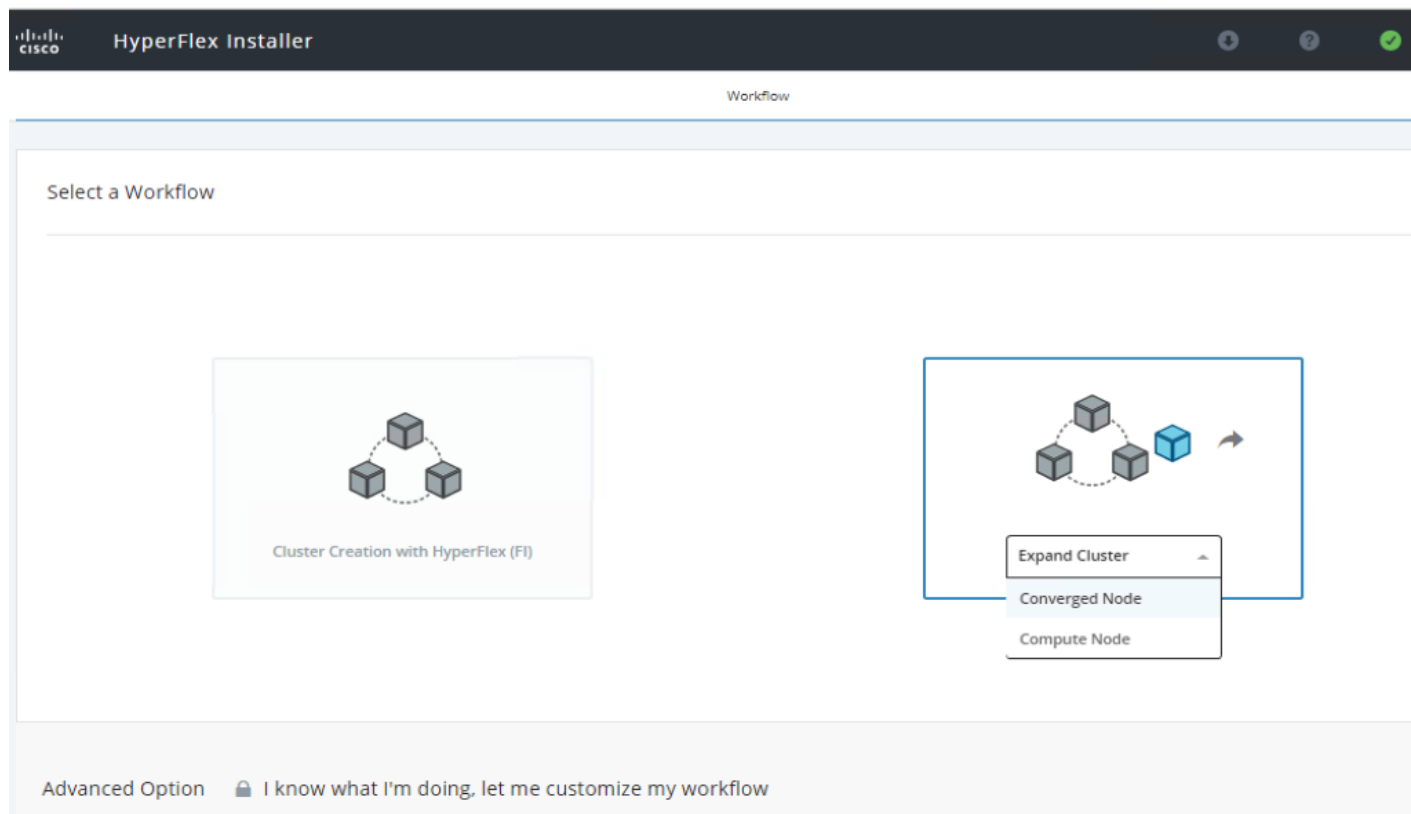 cisco HyperFlex Installer
Workflow
Select a Workflow
Cluster Creation with HyperFlex (FI)
Expand Cluster
Converged Node
Compute Node
Advanced Option I know what I'm doing, let me customize my workflow